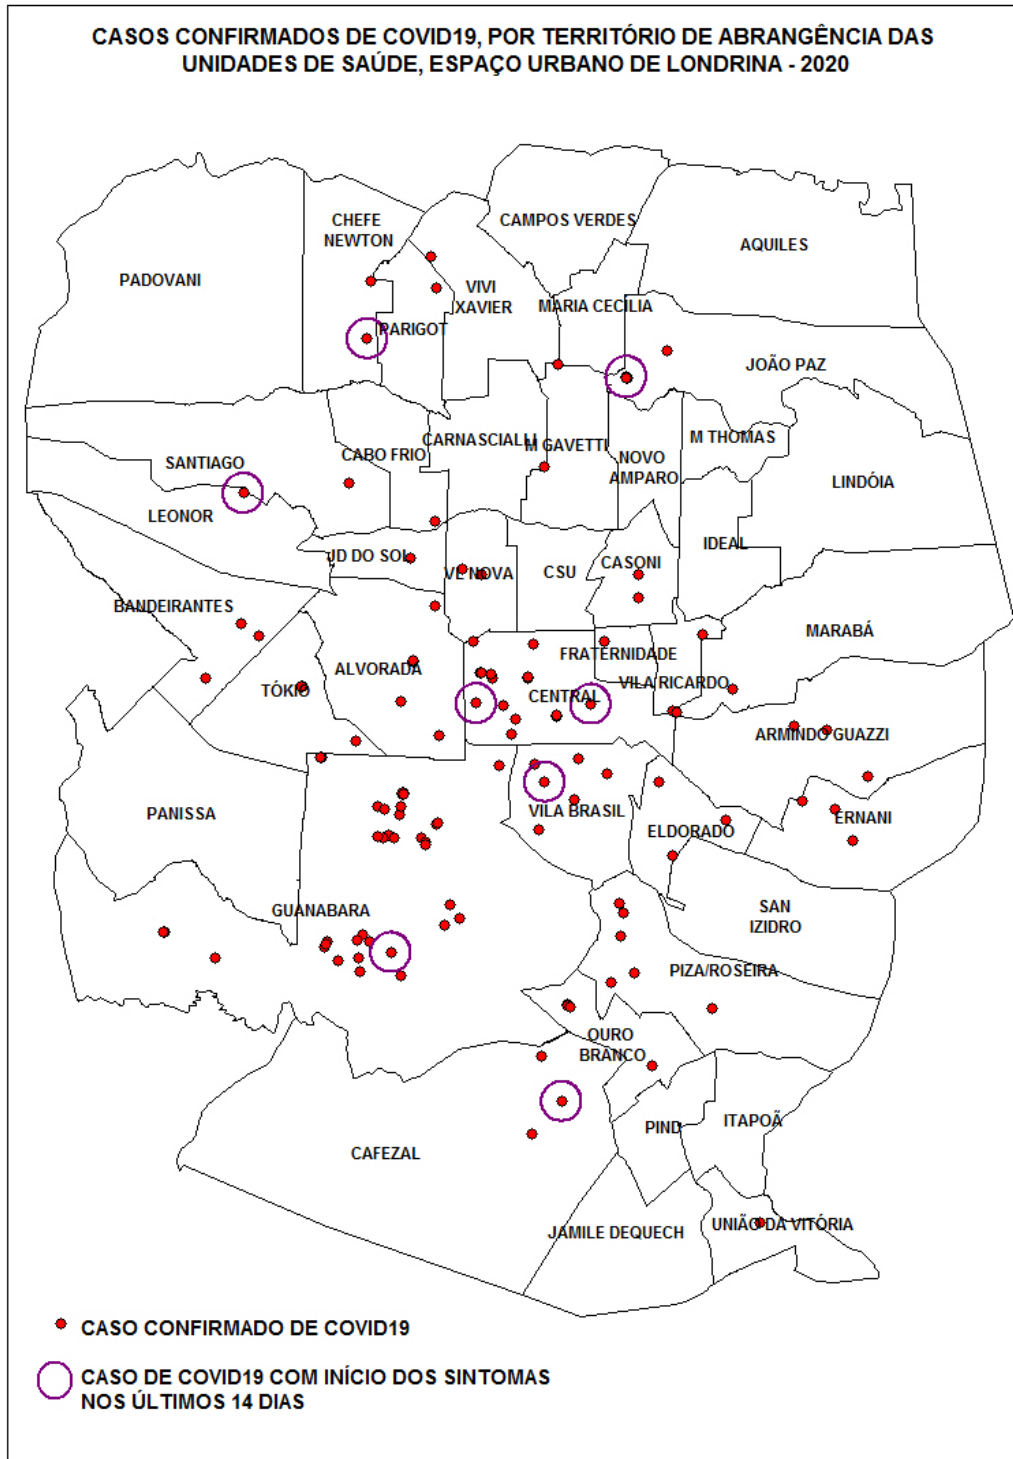 CASOS CONFIRMADOS DE COVID19, POR TERRITÓRIO DE ABRANGÊNCIA DAS
UNIDADES DE SAÚDE, ESPAÇO URBANO DE LONDRINA - 2020
CHEFE
NEWTON
CAMPOS VERDES
AQUILES
PADOVANI
VIVI
XAVIER
MARIA CECÍLIA
PARIGOT
JOÃO PAZ
CARNASCIALLI
M GAVETTI
M THOMAS
CABO FRIO
SANTIAGO
NOVO
AMPARO
LINDÓIA
LEONOR
IDEAL
JD DO SOL
VL NOVA
CSU
CASONI
BANDEIRANTES
MARABÁ
FRATERNIDADE
ALVORADA
VILA RICARDO
TÓKIO
CENTRAL
ARMINDO GUAZZI
PANISSA
VILA BRASIL
ERNANI
ELDORADO
GUANABARA
SAN
IZIDRO
PIZA/ROSEIRA
OURO
BRANCO
PIND
ITAPOÃ
CAFEZAL
JAMILE DEQUECH
UNIÃO DA VITÓRIA
CASO CONFIRMADO DE COVID19
CASO DE COVID19 COM INÍCIO DOS SINTOMAS
NOS ÚLTIMOS 14 DIAS